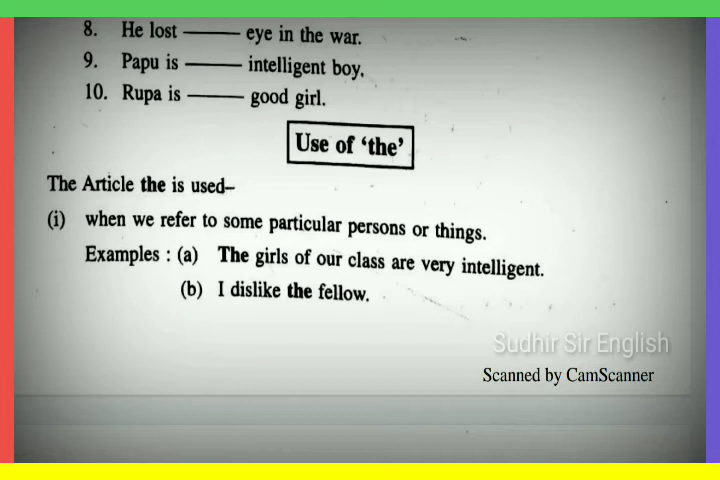 8. He lost ——— eye in the war.
9. Papu is ——— intelligent boy.
10. Rupa is ——— good girl.
Use of ‘the’
The Article the is used–
(i) when we refer to some particular persons or things.
Examples : (a) The girls of our class are very intelligent.
(b) I dislike the fellow.
Sudhir Sir English
Scanned by CamScanner